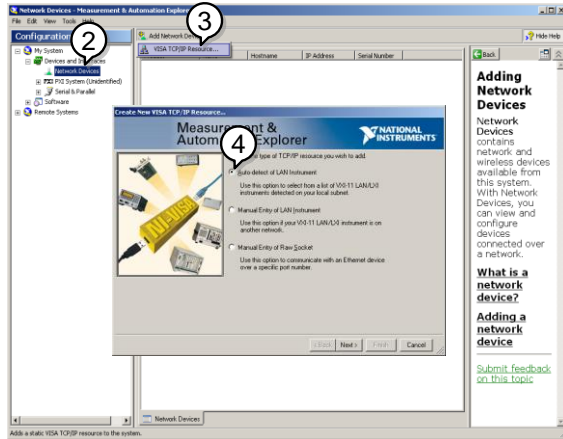 Network Devices - Measurement & Automation Explorer
File Edit View Tools Help
Configuration
Add Network Devi
Hide Help
My System
Devices and Interfaces
Network Devices
PXI PXI System (Unidentified)
Serial & Parallel
Software
Remote Systems
VISA TCP/IP Resource...
Hostname
IP Address
Serial Number
2
3
4
Back
Create New VISA TCP/IP Resource...
Measurement &
Automation Explorer
NATIONAL
INSTRUMENTS
NI-VISA
type of TCP/IP resource you wish to add.
Auto-detect of LAN Instrument
Use this option to select from a list of VXI-11 LAN/LXI
instruments detected on your local subnet.
Manual Entry of LAN Instrument
Use this option if your VXI-11 LAN/LXI instrument is on
another network.
Manual Entry of Raw Socket
Use this option to communicate with an Ethernet device
over a specific port number.
< Back
Next >
Finish
Cancel
Adding
Network
Devices
Network
Devices
contains
network and
wireless devices
available from
this system.
With Network
Devices, you
can view and
configure
devices
connected over
a network.
What is a
network
device?
Adding a
network
device
Submit feedback
on this topic
Network Devices
Adds a static VISA TCP/IP resource to the system.